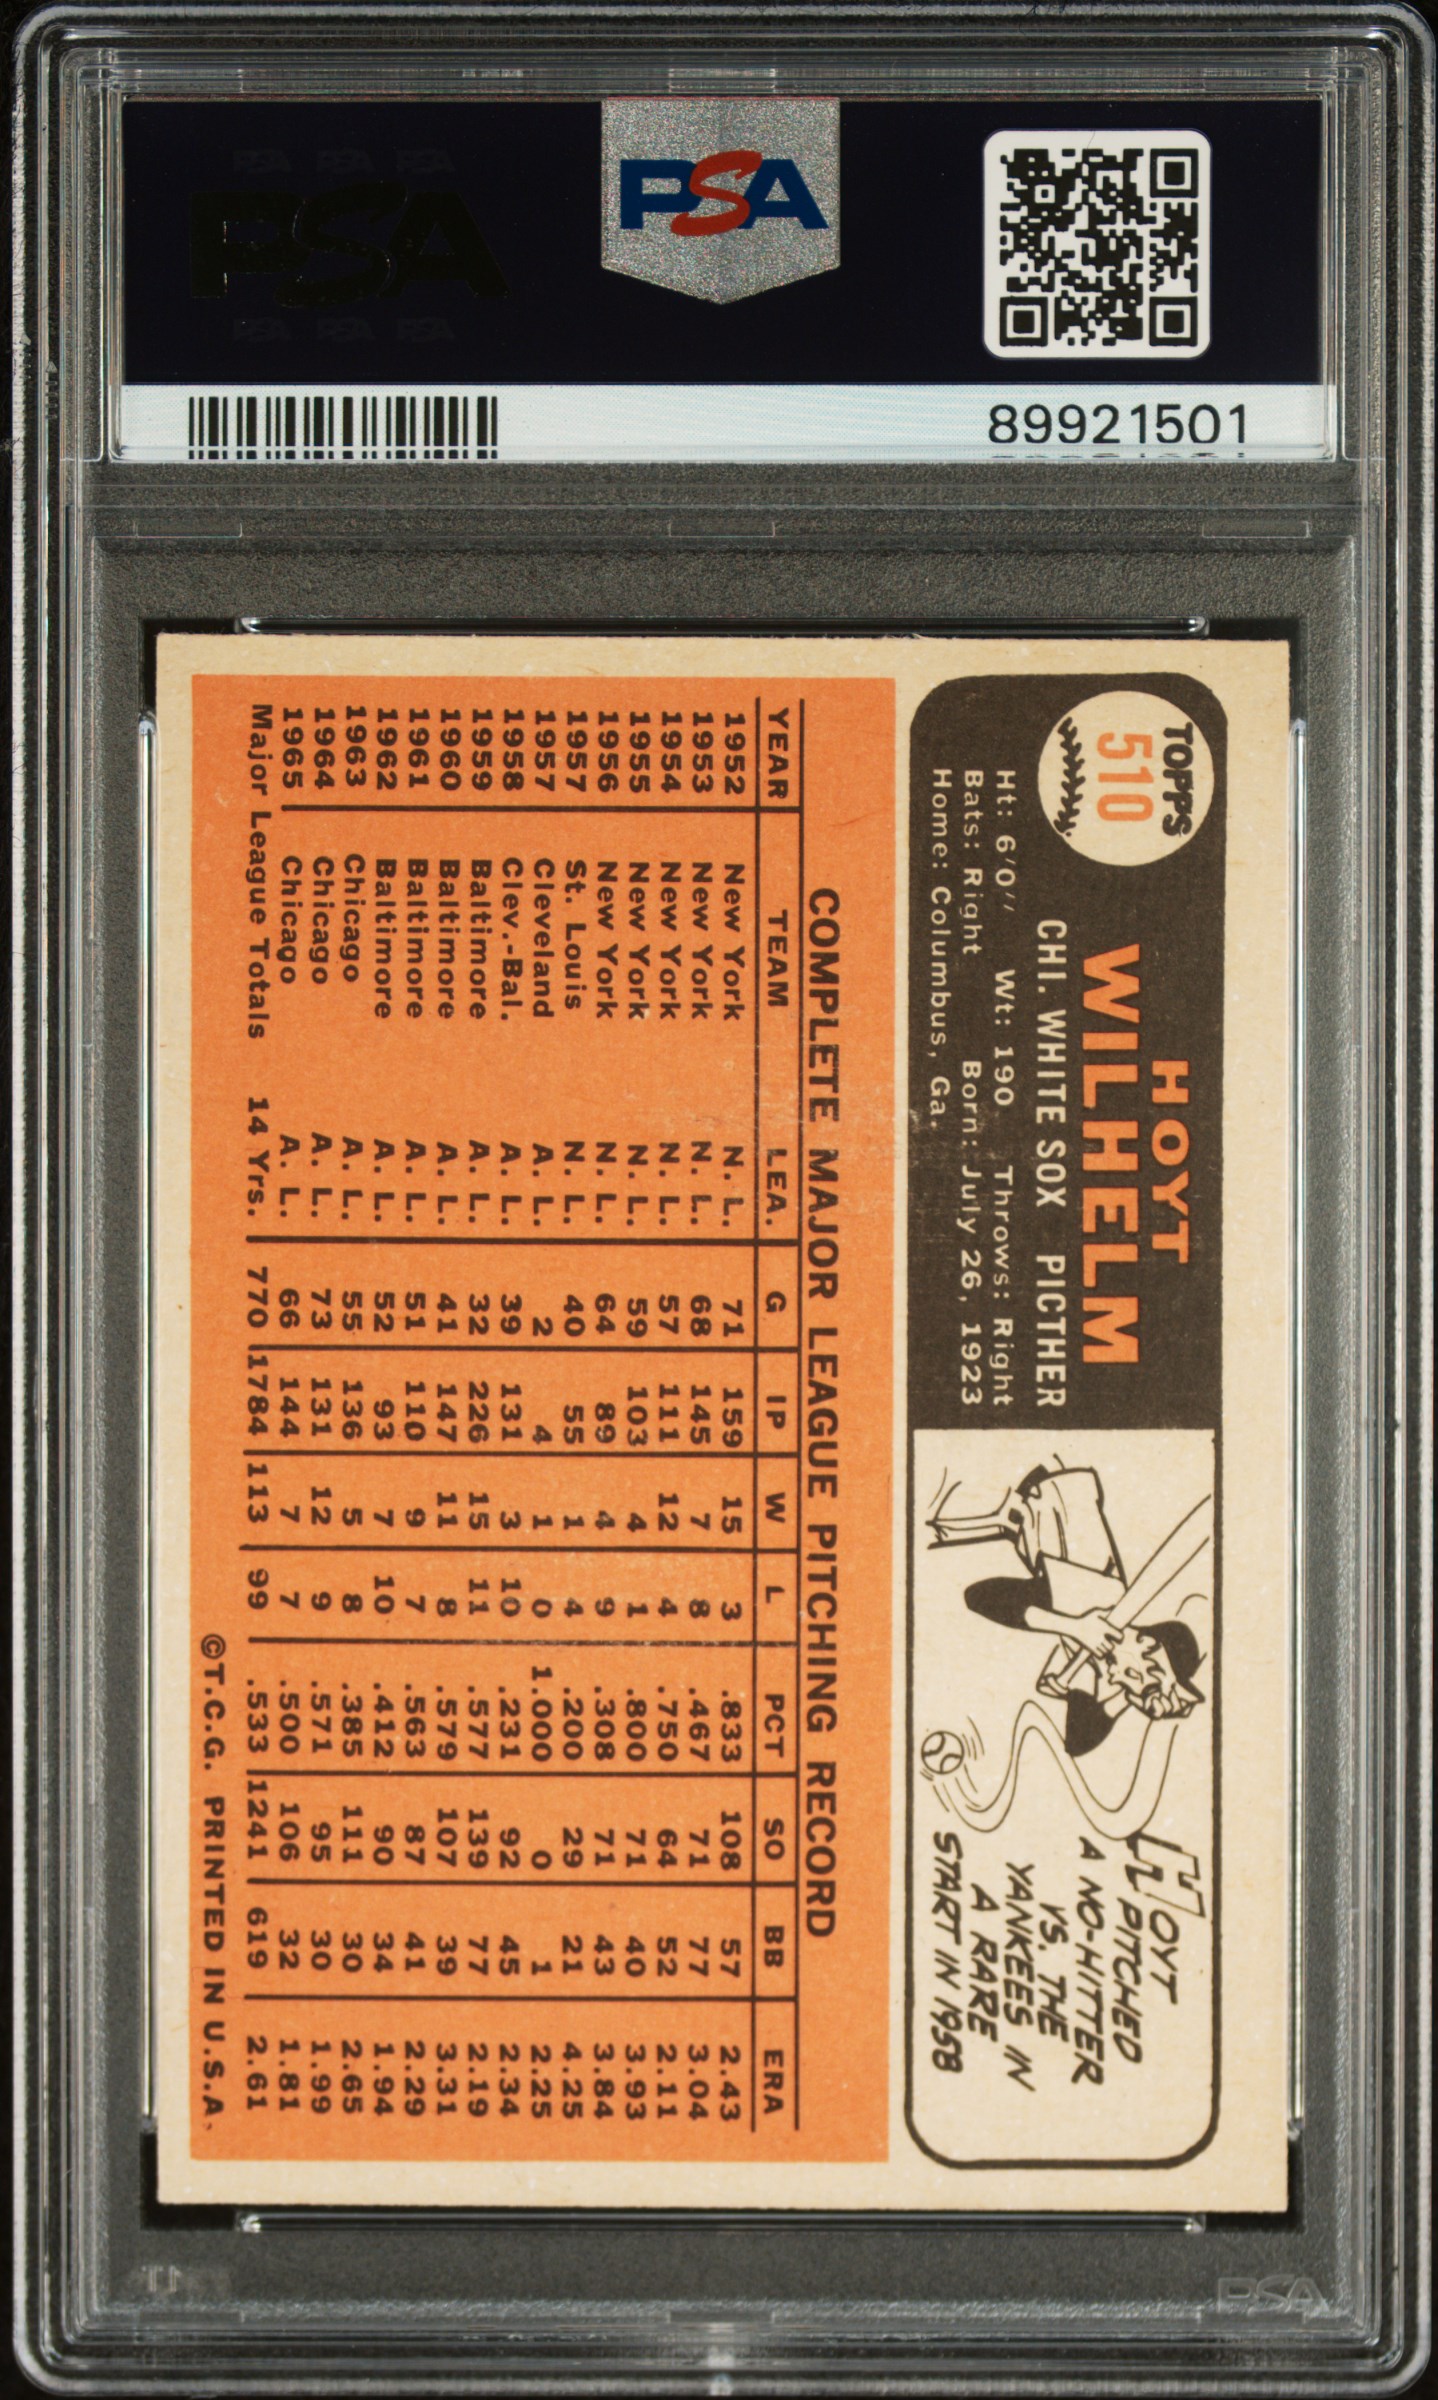 PSA
PSA PSA PSA
PSA
PSA PSA PSA
89921501
TOPPS
510
HOYT
WILHELM
CHI. WHITE SOX PICTHER
Ht: 6'0'' Wt: 190 Throws: Right
Bats: Right Born: July 26, 1923
Home: Columbus, Ga.
HOYT
PITCHED
A NO-HITTER
VS. THE
YANKEES IN
A RARE
START IN 1958
COMPLETE MAJOR LEAGUE PITCHING RECORD
YEAR TEAM LEA. G IP W L PCT SO BB ERA
1952 New York N. L. 71 159 15 3 .833 108 57 2.43
1953 New York N. L. 68 145 7 8 .467 71 77 3.04
1954 New York N. L. 57 111 12 4 .750 64 52 2.11
1955 New York N. L. 59 103 4 1 .800 71 40 3.93
1956 New York N. L. 64 89 4 9 .308 71 43 3.84
1957 St. Louis N. L. 40 55 1 4 .200 29 21 4.25
1957 Cleveland A. L. 2 4 1 0 1.000 0 1 2.25
1958 Clev.-Bal. A. L. 39 131 3 10 .231 92 45 2.34
1959 Baltimore A. L. 32 226 15 11 .577 139 77 2.19
1960 Baltimore A. L. 41 147 11 8 .579 107 39 3.31
1961 Baltimore A. L. 51 110 9 7 .563 87 41 2.29
1962 Baltimore A. L. 52 93 7 10 .412 90 34 1.94
1963 Chicago A. L. 55 136 5 8 .385 111 30 2.65
1964 Chicago A. L. 73 131 12 9 .571 95 30 1.99
1965 Chicago A. L. 66 144 7 7 .500 106 32 1.81
Major League Totals 14 Yrs. 770 1784 113 99 .533 1241 619 2.61
©T.C.G. PRINTED IN U.S.A.
PSA